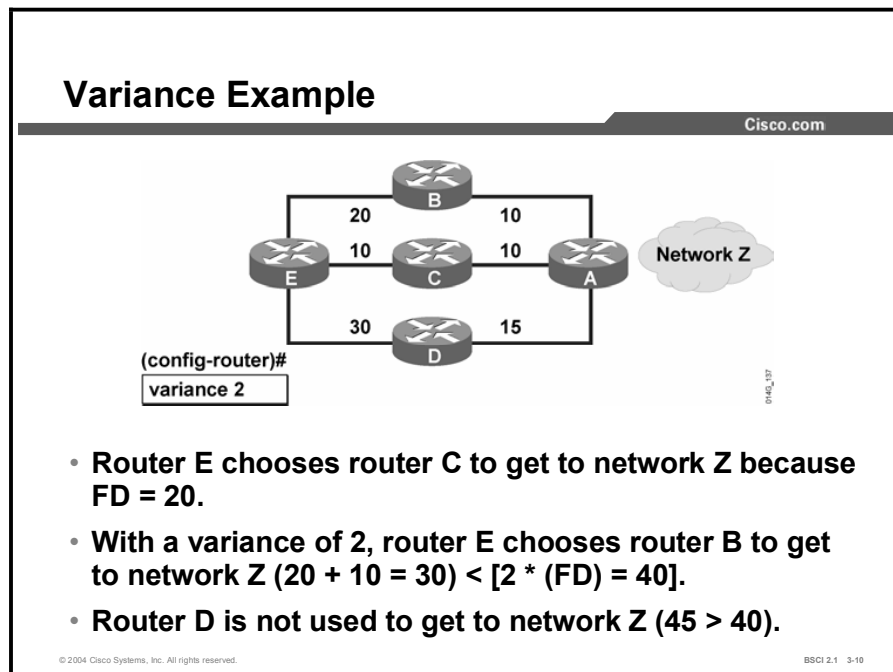 Variance Example
Cisco.com
B
20 10
10 10
E C A
Network Z
30 15
D
(config-router)#
variance 2
014G_137
• Router E chooses router C to get to network Z because
FD = 20.
• With a variance of 2, router E chooses router B to get
to network Z (20 + 10 = 30) < [2 * (FD) = 40].
• Router D is not used to get to network Z (45 > 40).
© 2004 Cisco Systems, Inc. All rights reserved. BSCI 2.1 3-10